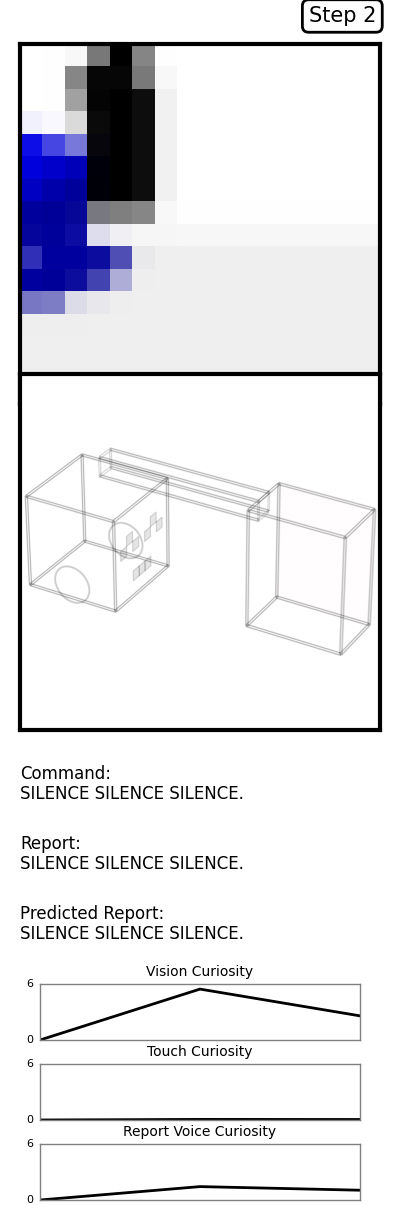 Step 2
Command:
SILENCE SILENCE SILENCE.
Report:
SILENCE SILENCE SILENCE.
Predicted Report:
SILENCE SILENCE SILENCE.
Vision Curiosity
6
0
Touch Curiosity
6
0
Report Voice Curiosity
6
0